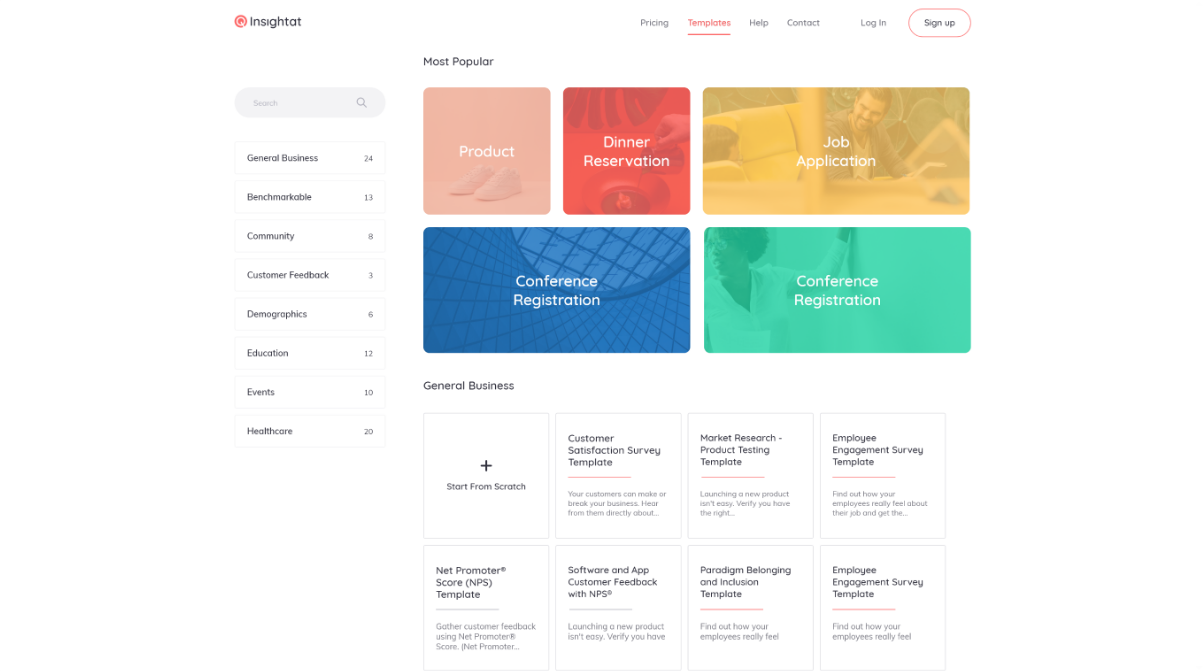 Insightat
Pricing
Templates
Help
Contact
Log In
Sign up
Search
General Business 24
Benchmarkable 13
Community 8
Customer Feedback 3
Demographics 6
Education 12
Events 10
Healthcare 20
Most Popular
Product
Dinner
Reservation
Job
Application
Conference
Registration
Conference
Registration
General Business
Start From Scratch
Customer
Satisfaction Survey
Template
Your customers can make or
break your business. Hear
from them directly about...
Market Research -
Product Testing
Template
Launching a new product
isn't easy. Verify you have
the right...
Employee
Engagement Survey
Template
Find out how your
employees really feel about
their job and get the...
Net Promoter®
Score (NPS)
Template
Gather customer feedback
using Net Promoter®
Score. (Net Promoter...
Software and App
Customer Feedback
with NPS®
Launching a new product
isn't easy. Verify you have
Paradigm Belonging
and Inclusion
Template
Find out how your
employees really feel
Employee
Engagement Survey
Template
Find out how your
employees really feel